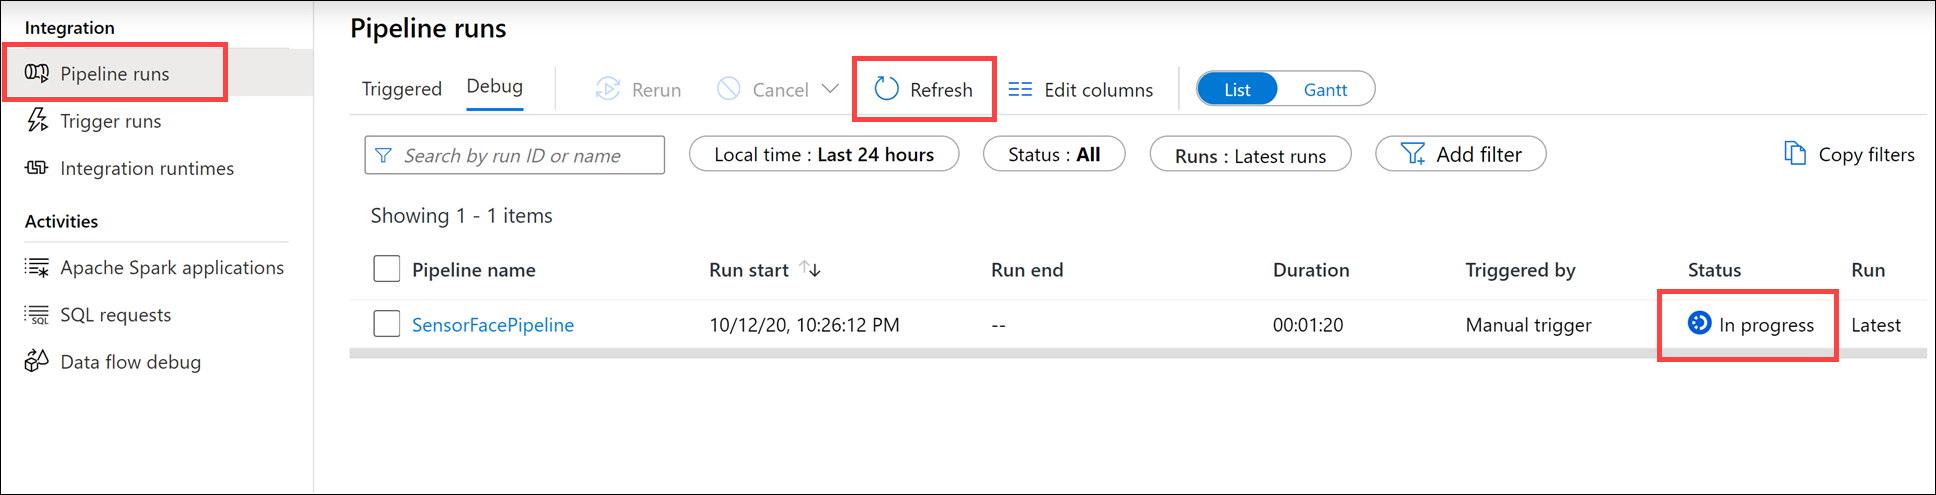 Integration
Pipeline runs
Trigger runs
Integration runtimes
Activities
Apache Spark applications
SQL requests
Data flow debug
Pipeline runs
Triggered Debug Rerun Cancel Refresh Edit columns List Gantt
Search by run ID or name Local time : Last 24 hours Status : All Runs : Latest runs Add filter Copy filters
Showing 1 - 1 items
Pipeline name Run start Run end Duration Triggered by Status Run
SensorFacePipeline 10/12/20, 10:26:12 PM -- 00:01:20 Manual trigger In progress Latest